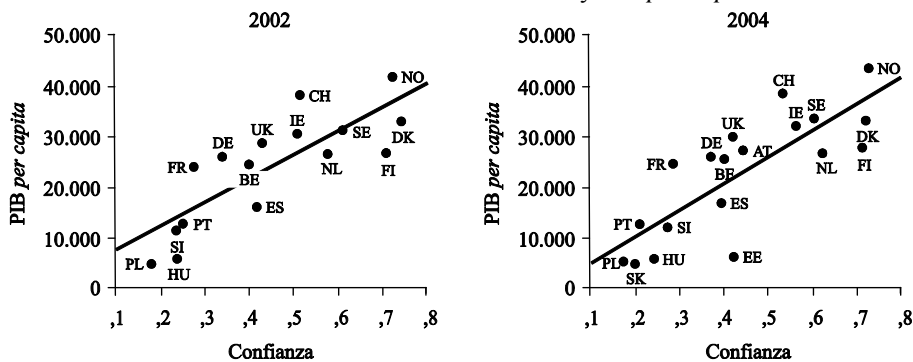 2002
PIB per capita
50.000
40.000
30.000
20.000
10.000
0
NO
CH
IE
SE
DK
UK
DE
NL
FI
FR
BE
ES
PT
SI
PL
HU
,1 ,2 ,3 ,4 ,5 ,6 ,7 ,8
Confianza
2004
PIB per capita
50.000
40.000
30.000
20.000
10.000
0
NO
CH
IE
SE
DK
UK
DE
AT
NL
FI
FR
BE
ES
PT
SI
PL
SK
HU
EE
,1 ,2 ,3 ,4 ,5 ,6 ,7 ,8
Confianza